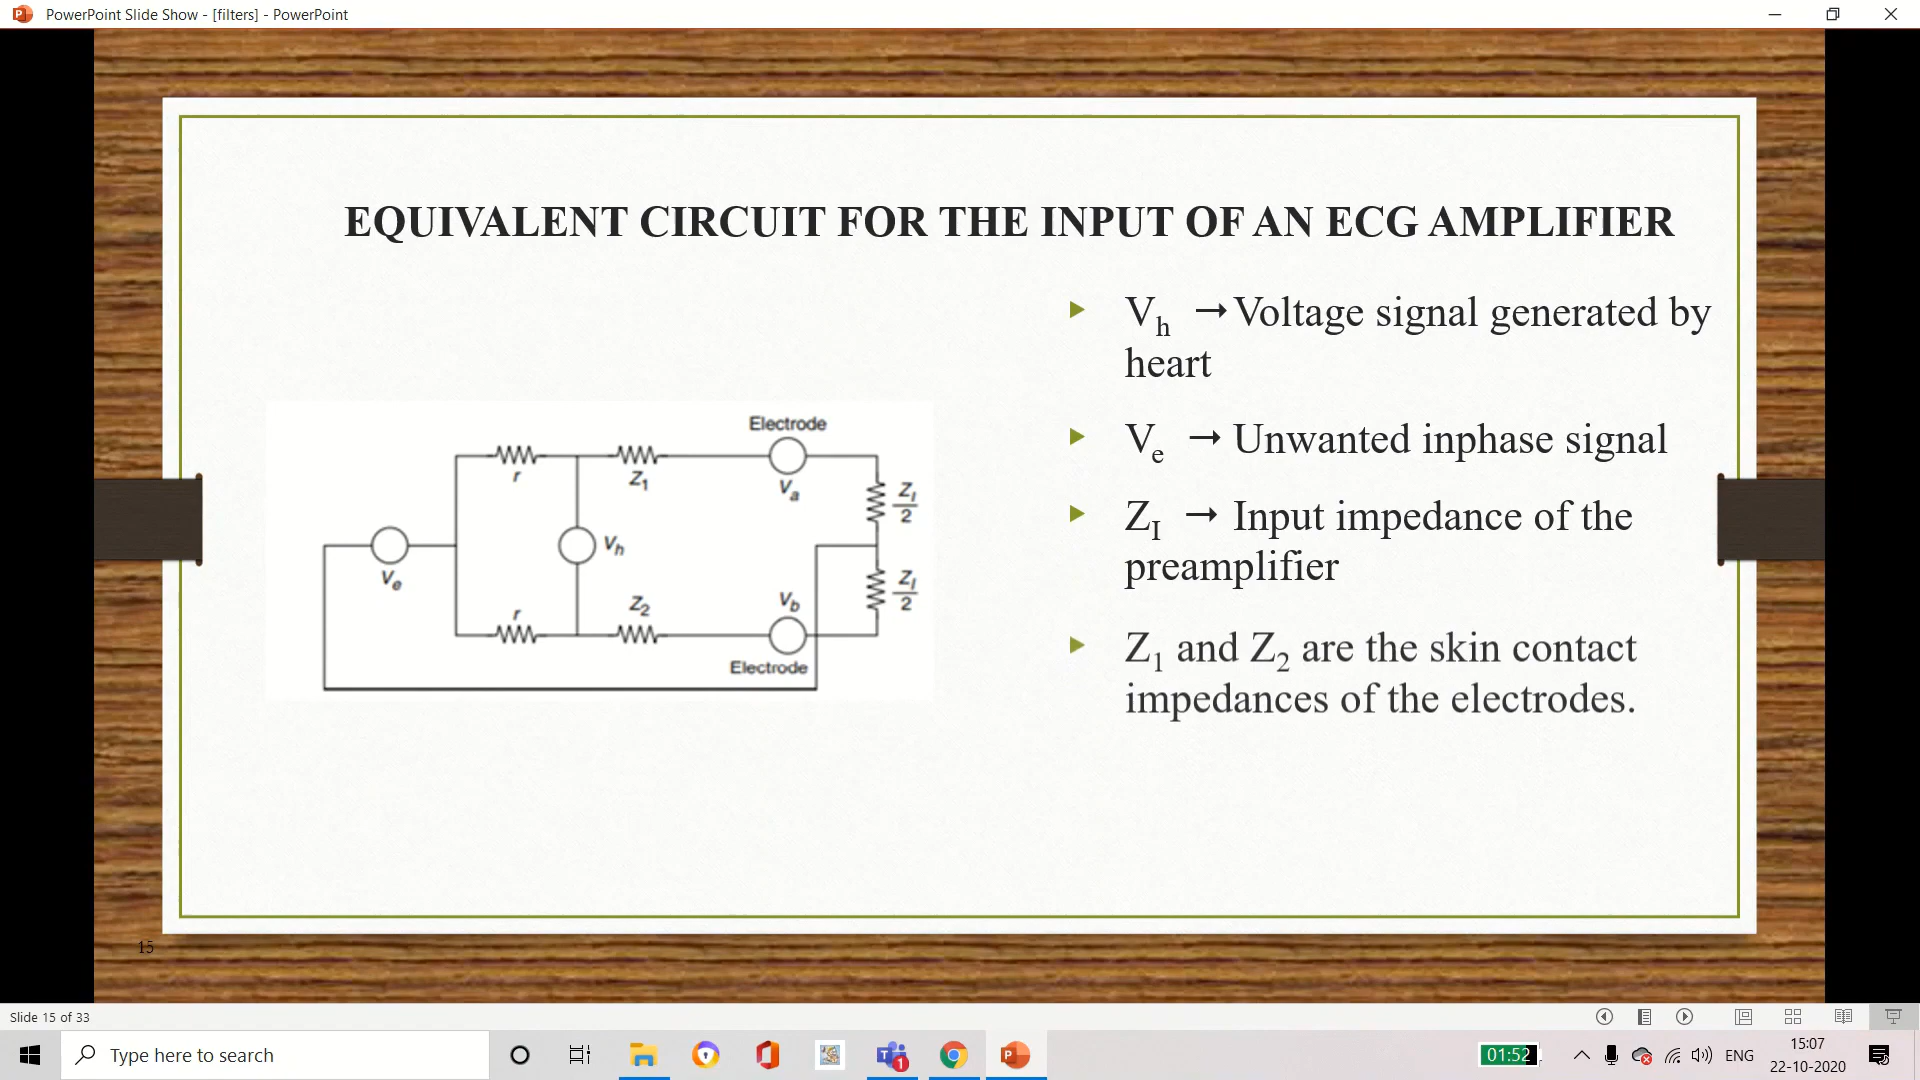 PowerPoint Slide Show - [filters] - PowerPoint
EQUIVALENT CIRCUIT FOR THE INPUT OF AN ECG AMPLIFIER
Electrode
r
Z1
Va
ZI
2
Ve
Vh
r
Z2
Vb
ZI
2
Electrode
Vh → Voltage signal generated by
heart
Ve → Unwanted inphase signal
ZI → Input impedance of the
preamplifier
Z1 and Z2 are the skin contact
impedances of the electrodes.
15
Slide 15 of 33
Type here to search
1
01:52
ENG
15:07
22-10-2020